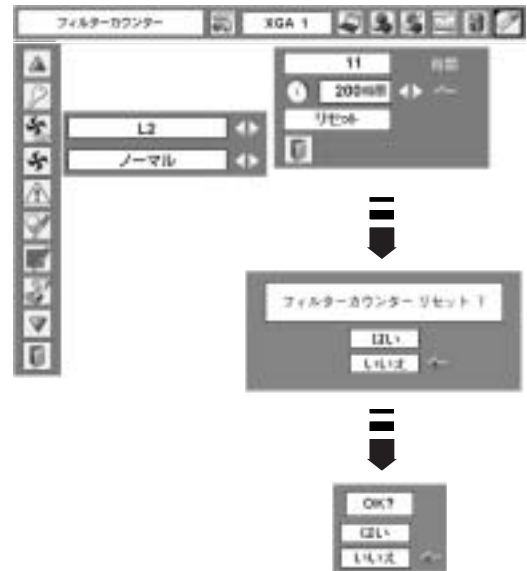 フィルターカウンター
XGA 1
11 時間
200時間
リセット
L2
ノーマル
フィルターカウンター リセット ?
はい
いいえ
OK?
はい
いいえ